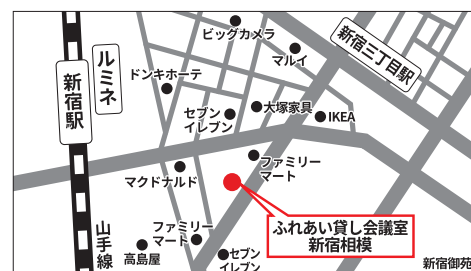 ビックカメラ
マルイ
新宿三丁目駅
ルミネ
ドンキホーテ
新宿駅
セブン
イレブン
大塚家具
IKEA
ファミリー
マート
マクドナルド
ふれあい貸し会議室
新宿相模
山手線
ファミリー
マート
高島屋
セブン
イレブン
新宿御苑